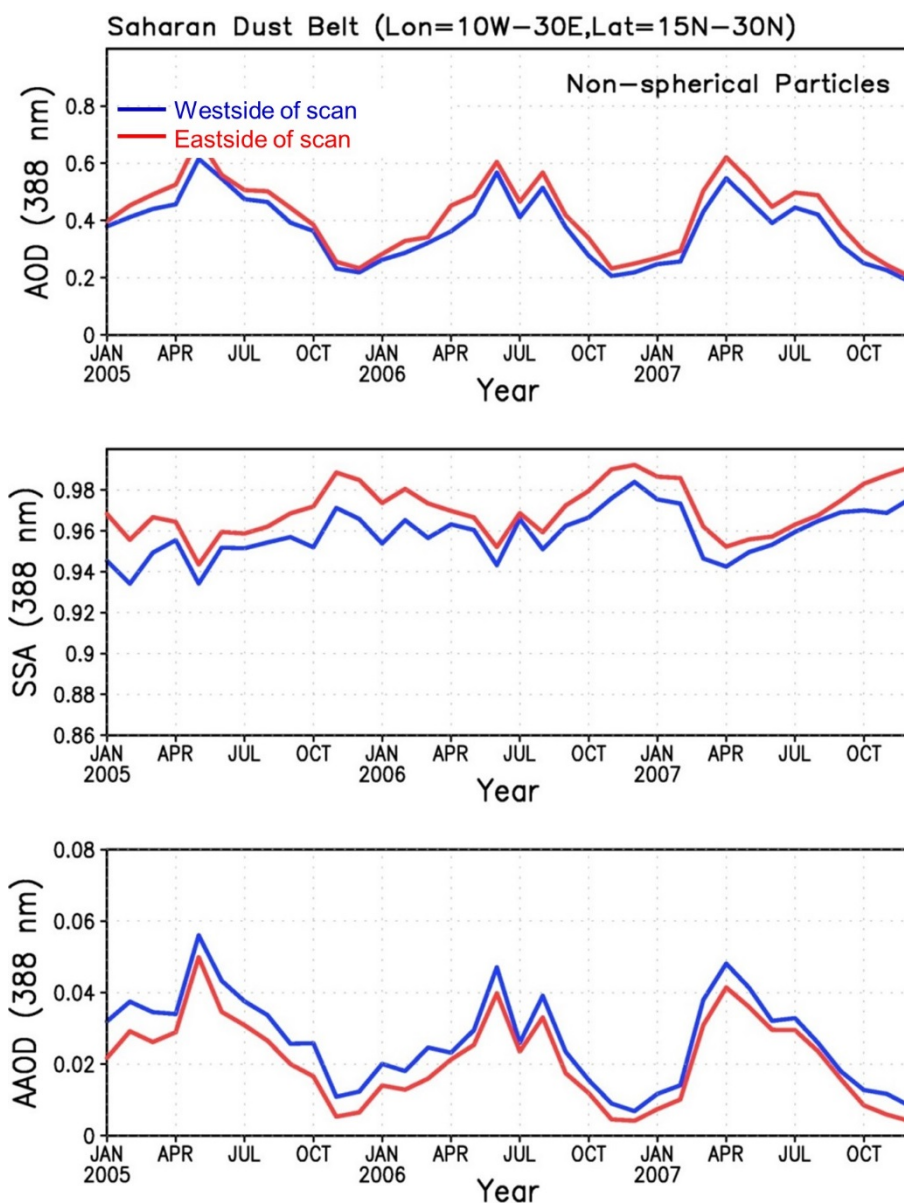 Saharan Dust Belt (Lon=10W-30E,Lat=15N-30N)
Non-spherical Particles
Westside of scan
Eastside of scan
AOD (388 nm)
0.8
0.6
0.4
0.2
0
JAN APR JUL OCT JAN APR JUL OCT JAN APR JUL OCT
2005 2006 2007
Year
SSA (388 nm)
0.98
0.96
0.94
0.92
0.9
0.88
0.86
JAN APR JUL OCT JAN APR JUL OCT JAN APR JUL OCT
2005 2006 2007
Year
AAOD (388 nm)
0.08
0.06
0.04
0.02
0
JAN APR JUL OCT JAN APR JUL OCT JAN APR JUL OCT
2005 2006 2007
Year